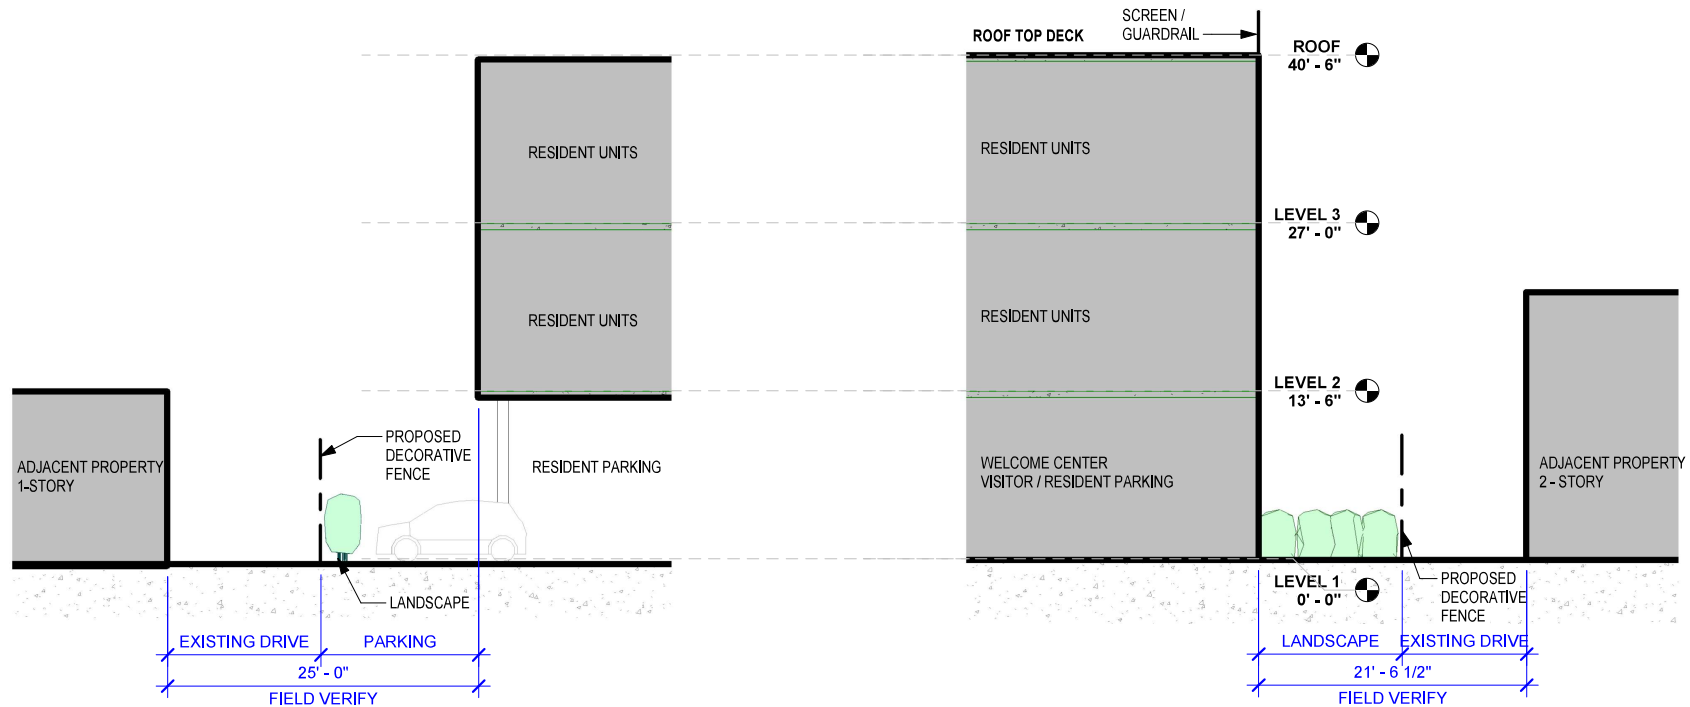 RESIDENT UNITS
RESIDENT UNITS
ADJACENT PROPERTY
1-STORY
PROPOSED
DECORATIVE
FENCE
RESIDENT PARKING
LANDSCAPE
EXISTING DRIVE
PARKING
25' - 0"
FIELD VERIFY
ROOF TOP DECK
SCREEN /
GUARDRAIL
ROOF
40' - 6"
RESIDENT UNITS
LEVEL 3
27' - 0"
RESIDENT UNITS
LEVEL 2
13' - 6"
WELCOME CENTER
VISITOR / RESIDENT PARKING
ADJACENT PROPERTY
2 - STORY
LEVEL 1
0' - 0"
PROPOSED
DECORATIVE
FENCE
LANDSCAPE
EXISTING DRIVE
21' - 6 1/2"
FIELD VERIFY